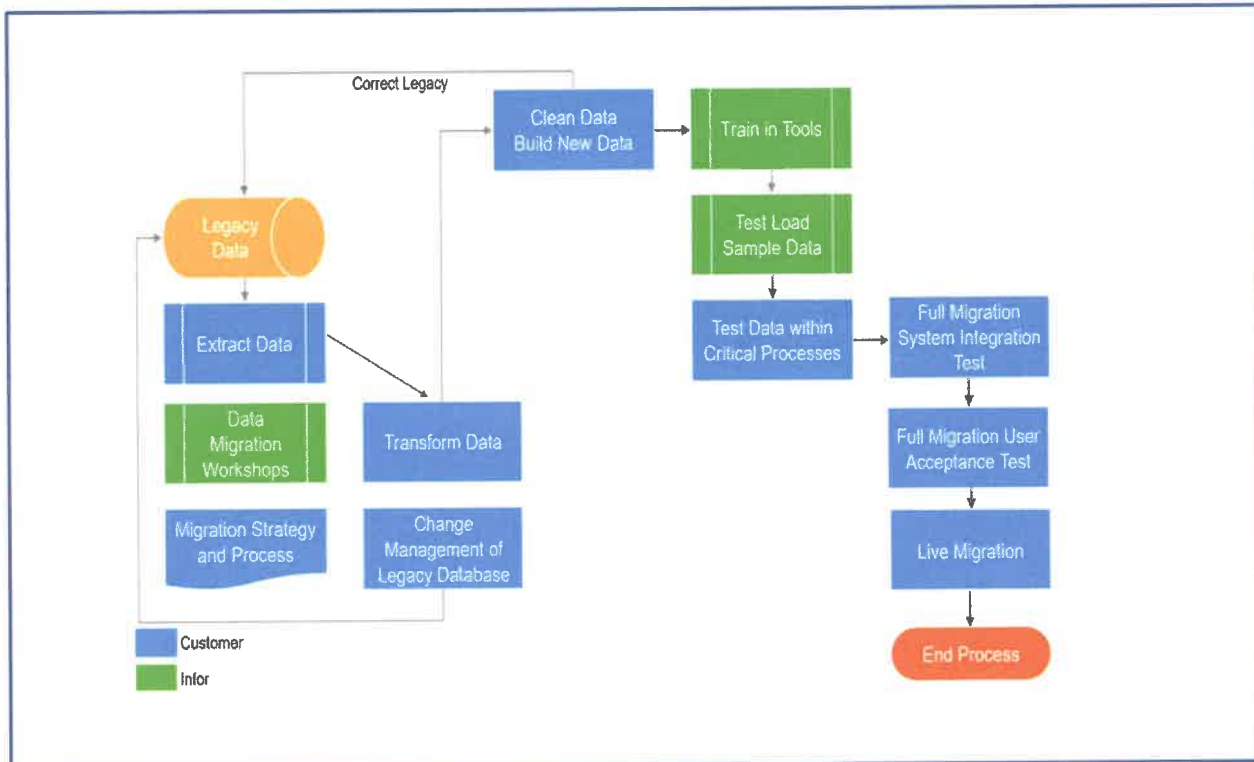 Correct Legacy
Clean Data
Build New Data
Train in Tools
Legacy
Data
Test Load
Sample Data
Extract Data
Test Data within
Critical Processes
Full Migration
System Integration
Test
Data
Migration
Workshops
Transform Data
Full Migration User
Acceptance Test
Migration Strategy
and Process
Change
Management of
Legacy Database
Live Migration
Customer
Infor
End Process